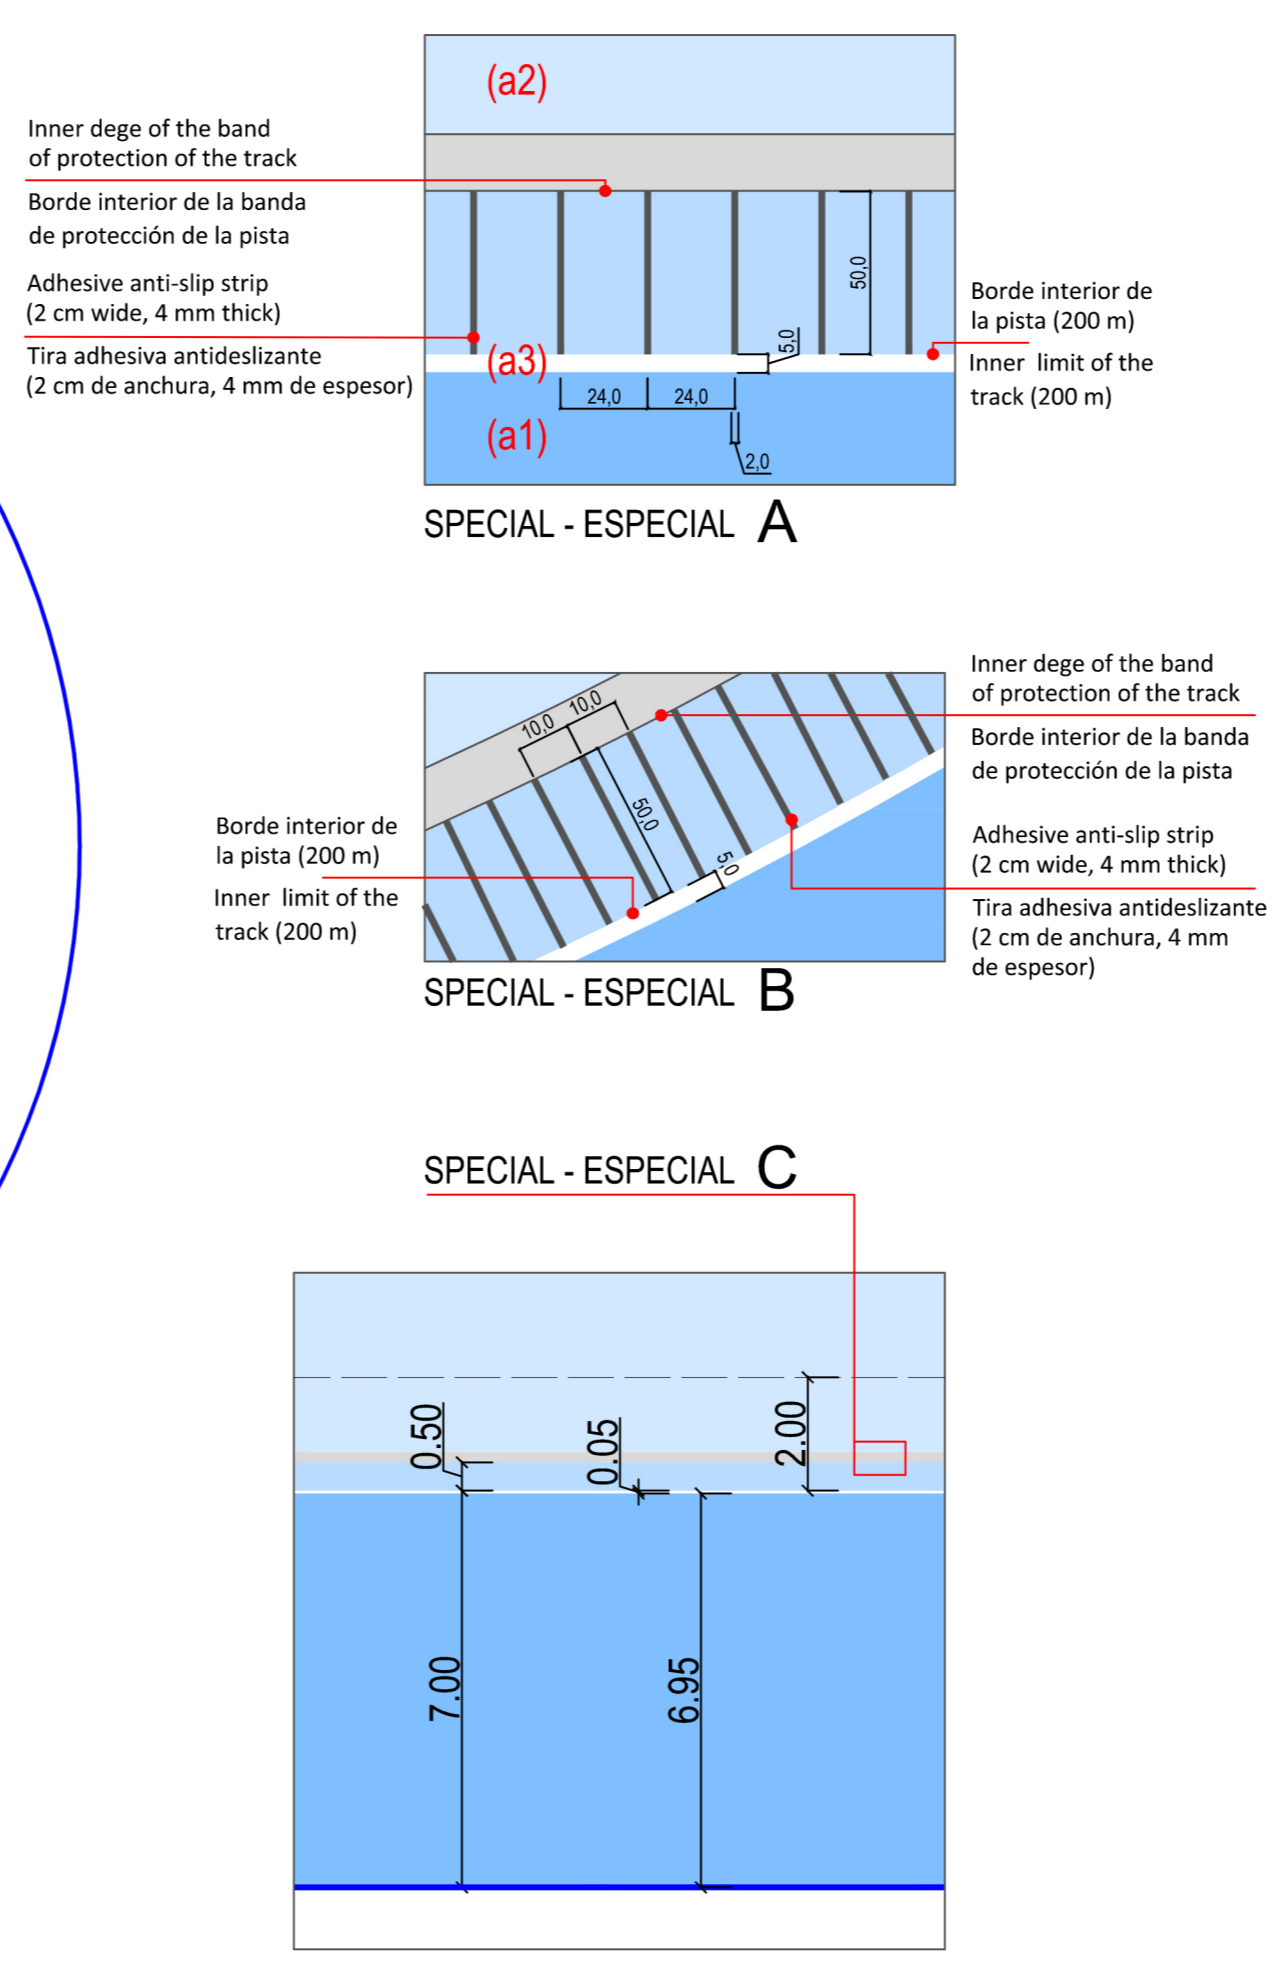 (a2)
Inner dege of the band
of protection of the track
Borde interior de la banda
de protección de la pista
Adhesive anti-slip strip
(2 cm wide, 4 mm thick)
Tira adhesiva antideslizante
(2 cm de anchura, 4 mm de espesor)
50,0
5,0
(a3)
24,0
24,0
(a1)
2,0
Borde interior de
la pista (200 m)
Inner limit of the
track (200 m)
SPECIAL - ESPECIAL A
Inner dege of the band
of protection of the track
Borde interior de la banda
de protección de la pista
10,0
10,0
50,0
5,0
Borde interior de
la pista (200 m)
Inner limit of the
track (200 m)
Adhesive anti-slip strip
(2 cm wide, 4 mm thick)
Tira adhesiva antideslizante
(2 cm de anchura, 4 mm
de espesor)
SPECIAL - ESPECIAL B
SPECIAL - ESPECIAL C
0.50
0.05
2.00
7.00
6.95